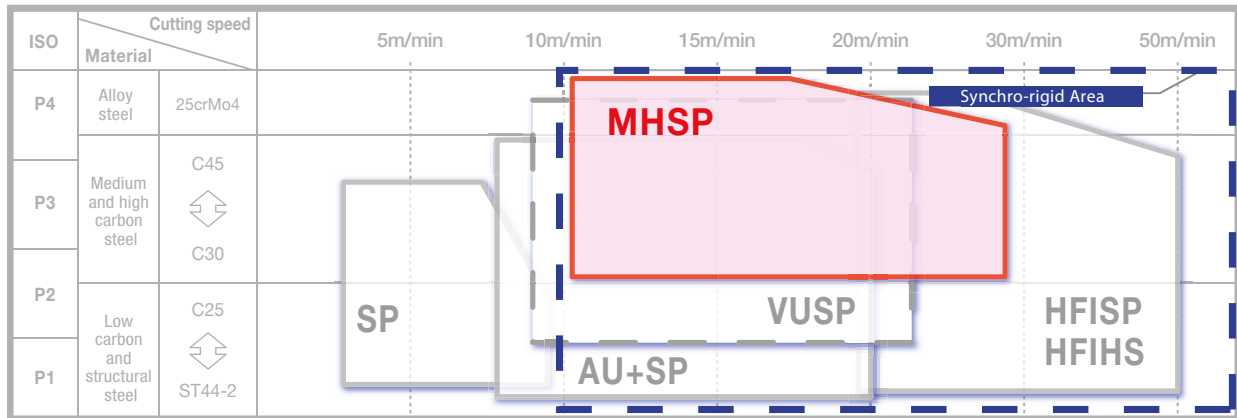 ISO
Cutting speed
Material
5m/min
10m/min
15m/min
20m/min
30m/min
50m/min
P4
Alloy
steel
25crMo4
Synchro-rigid Area
MHSP
P3
Medium
and high
carbon
steel
C45
C30
P2
P1
Low
carbon
and
structural
steel
C25
ST44-2
SP
VUSP
AU+SP
HFISP
HFIHS